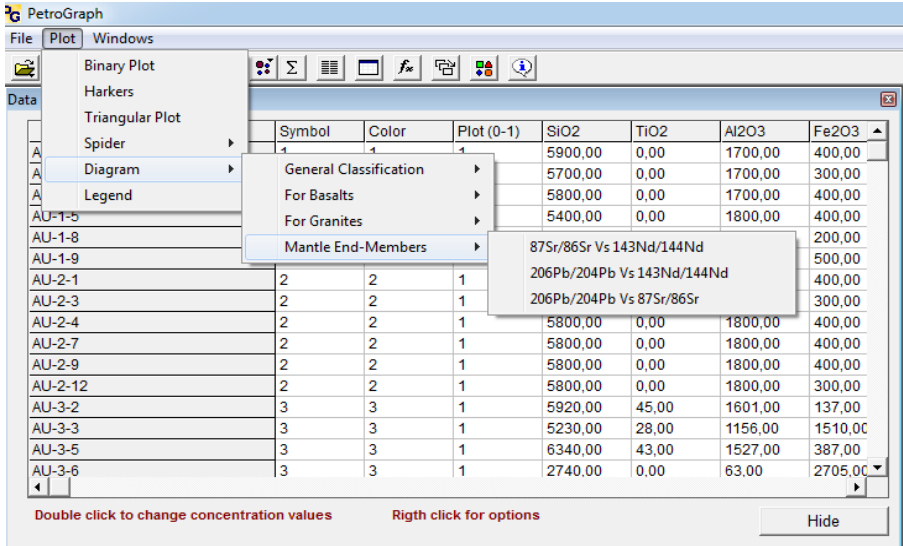 PetroGraph
File Plot Windows
Binary Plot
Harkers
Triangular Plot
Spider
Diagram
Legend
General Classification
For Basalts
For Granites
Mantle End-Members
87Sr/86Sr Vs 143Nd/144Nd
206Pb/204Pb Vs 143Nd/144Nd
206Pb/204Pb Vs 87Sr/86Sr
Data
Symbol Color Plot (0-1) SiO2 TiO2 Al2O3 Fe2O3
A 5900,00 0,00 1700,00 400,00
A 5700,00 0,00 1700,00 300,00
A 5800,00 0,00 1700,00 400,00
AU-1-5 5400,00 0,00 1800,00 400,00
AU-1-8 200,00
AU-1-9 500,00
AU-2-1 2 2 1 400,00
AU-2-3 2 2 1 300,00
AU-2-4 2 2 1 5800,00 0,00 1800,00 400,00
AU-2-7 2 2 1 5800,00 0,00 1800,00 400,00
AU-2-9 2 2 1 5800,00 0,00 1800,00 400,00
AU-2-12 2 2 1 5800,00 0,00 1800,00 300,00
AU-3-2 3 3 1 5920,00 45,00 1601,00 137,00
AU-3-3 3 3 1 5230,00 28,00 1156,00 1510,00
AU-3-5 3 3 1 6340,00 43,00 1527,00 387,00
AU-3-6 3 3 1 2740,00 0,00 63,00 2705,00
Double click to change concentration values Rigth click for options Hide